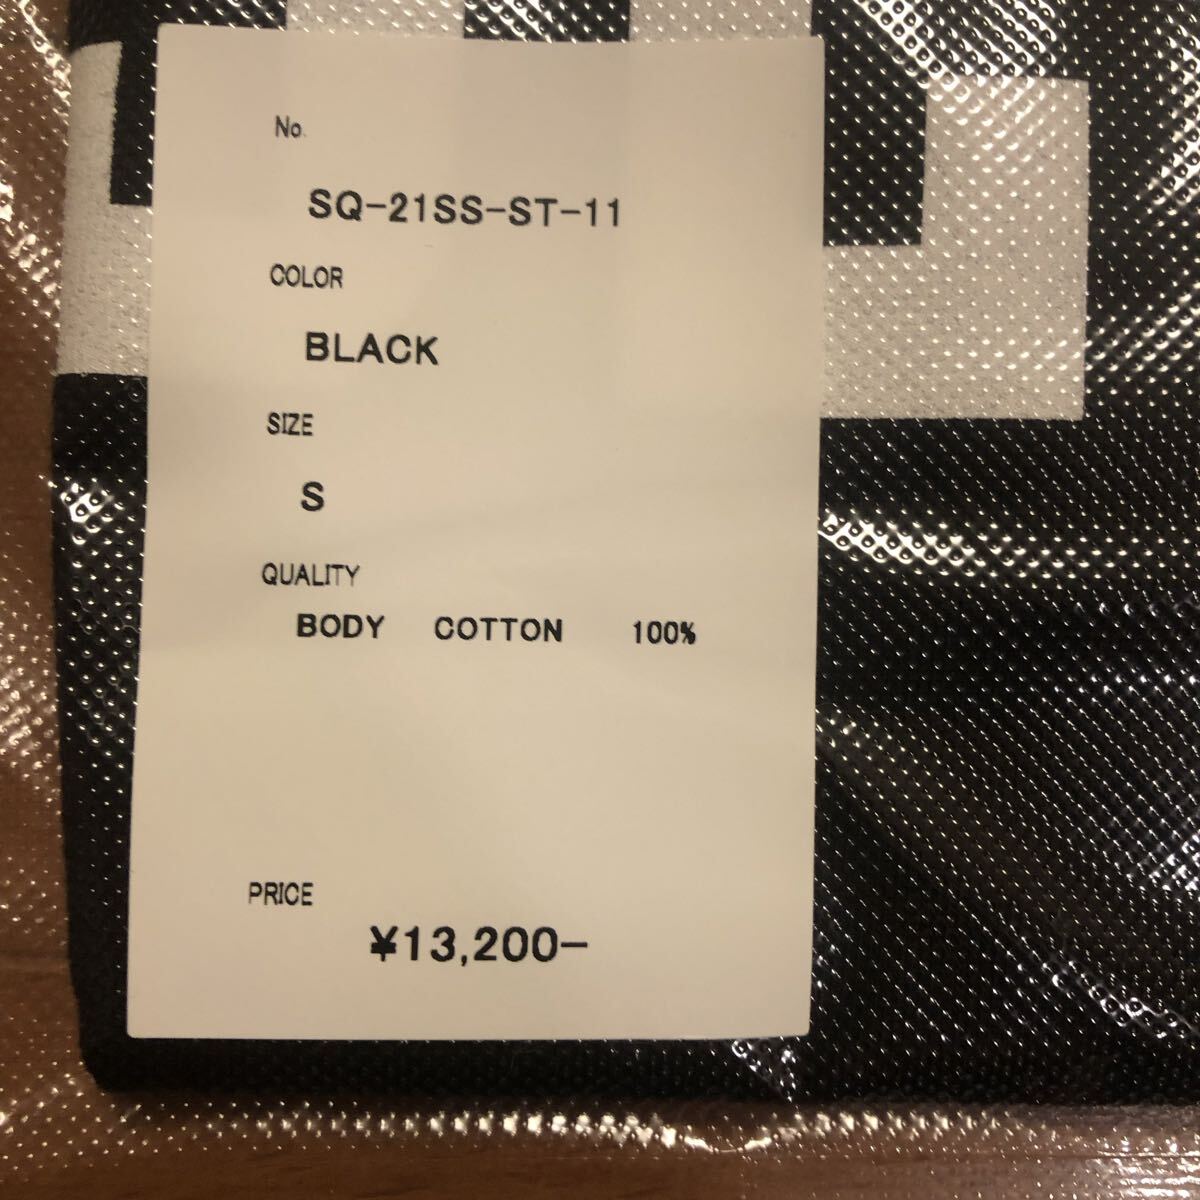 No.
SQ-21SS-ST-11
COLOR
BLACK
SIZE
S
QUALITY
BODY COTTON 100%
PRICE
¥13,200-